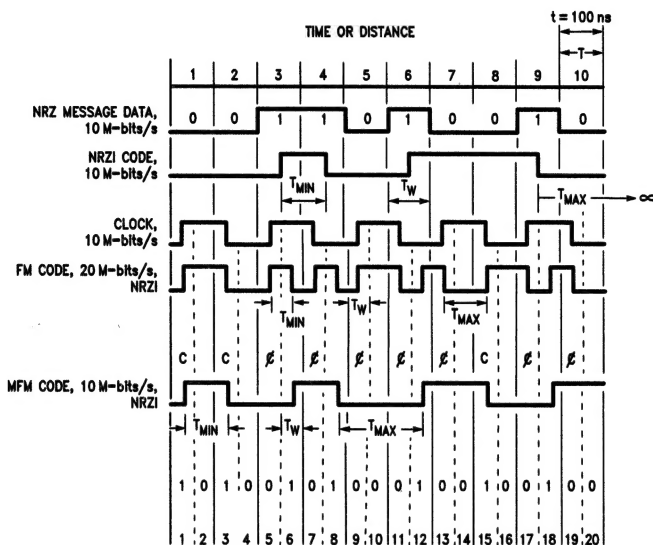 t = 100 ns
TIME OR DISTANCE
T
1 2 3 4 5 6 7 8 9 10
NRZ MESSAGE DATA,
10 M-bits/s
0 0 1 1 0 1 0 0 1 0
NRZI CODE,
10 M-bits/s
TMIN TW TMAX ∞
CLOCK,
10 M-bits/s
FM CODE, 20 M-bits/s,
NRZI
TMIN TW TMAX
C C ₵ ₵ ₵ ₵ ₵ C ₵ ₵
MFM CODE, 10 M-bits/s,
NRZI
TMIN TW TMAX
1 0 1 0 0 1 0 1 0 0 0 1 0 0 1 0 0 1 0 0
1 2 3 4 5 6 7 8 9 10 11 12 13 14 15 16 17 18 19 20